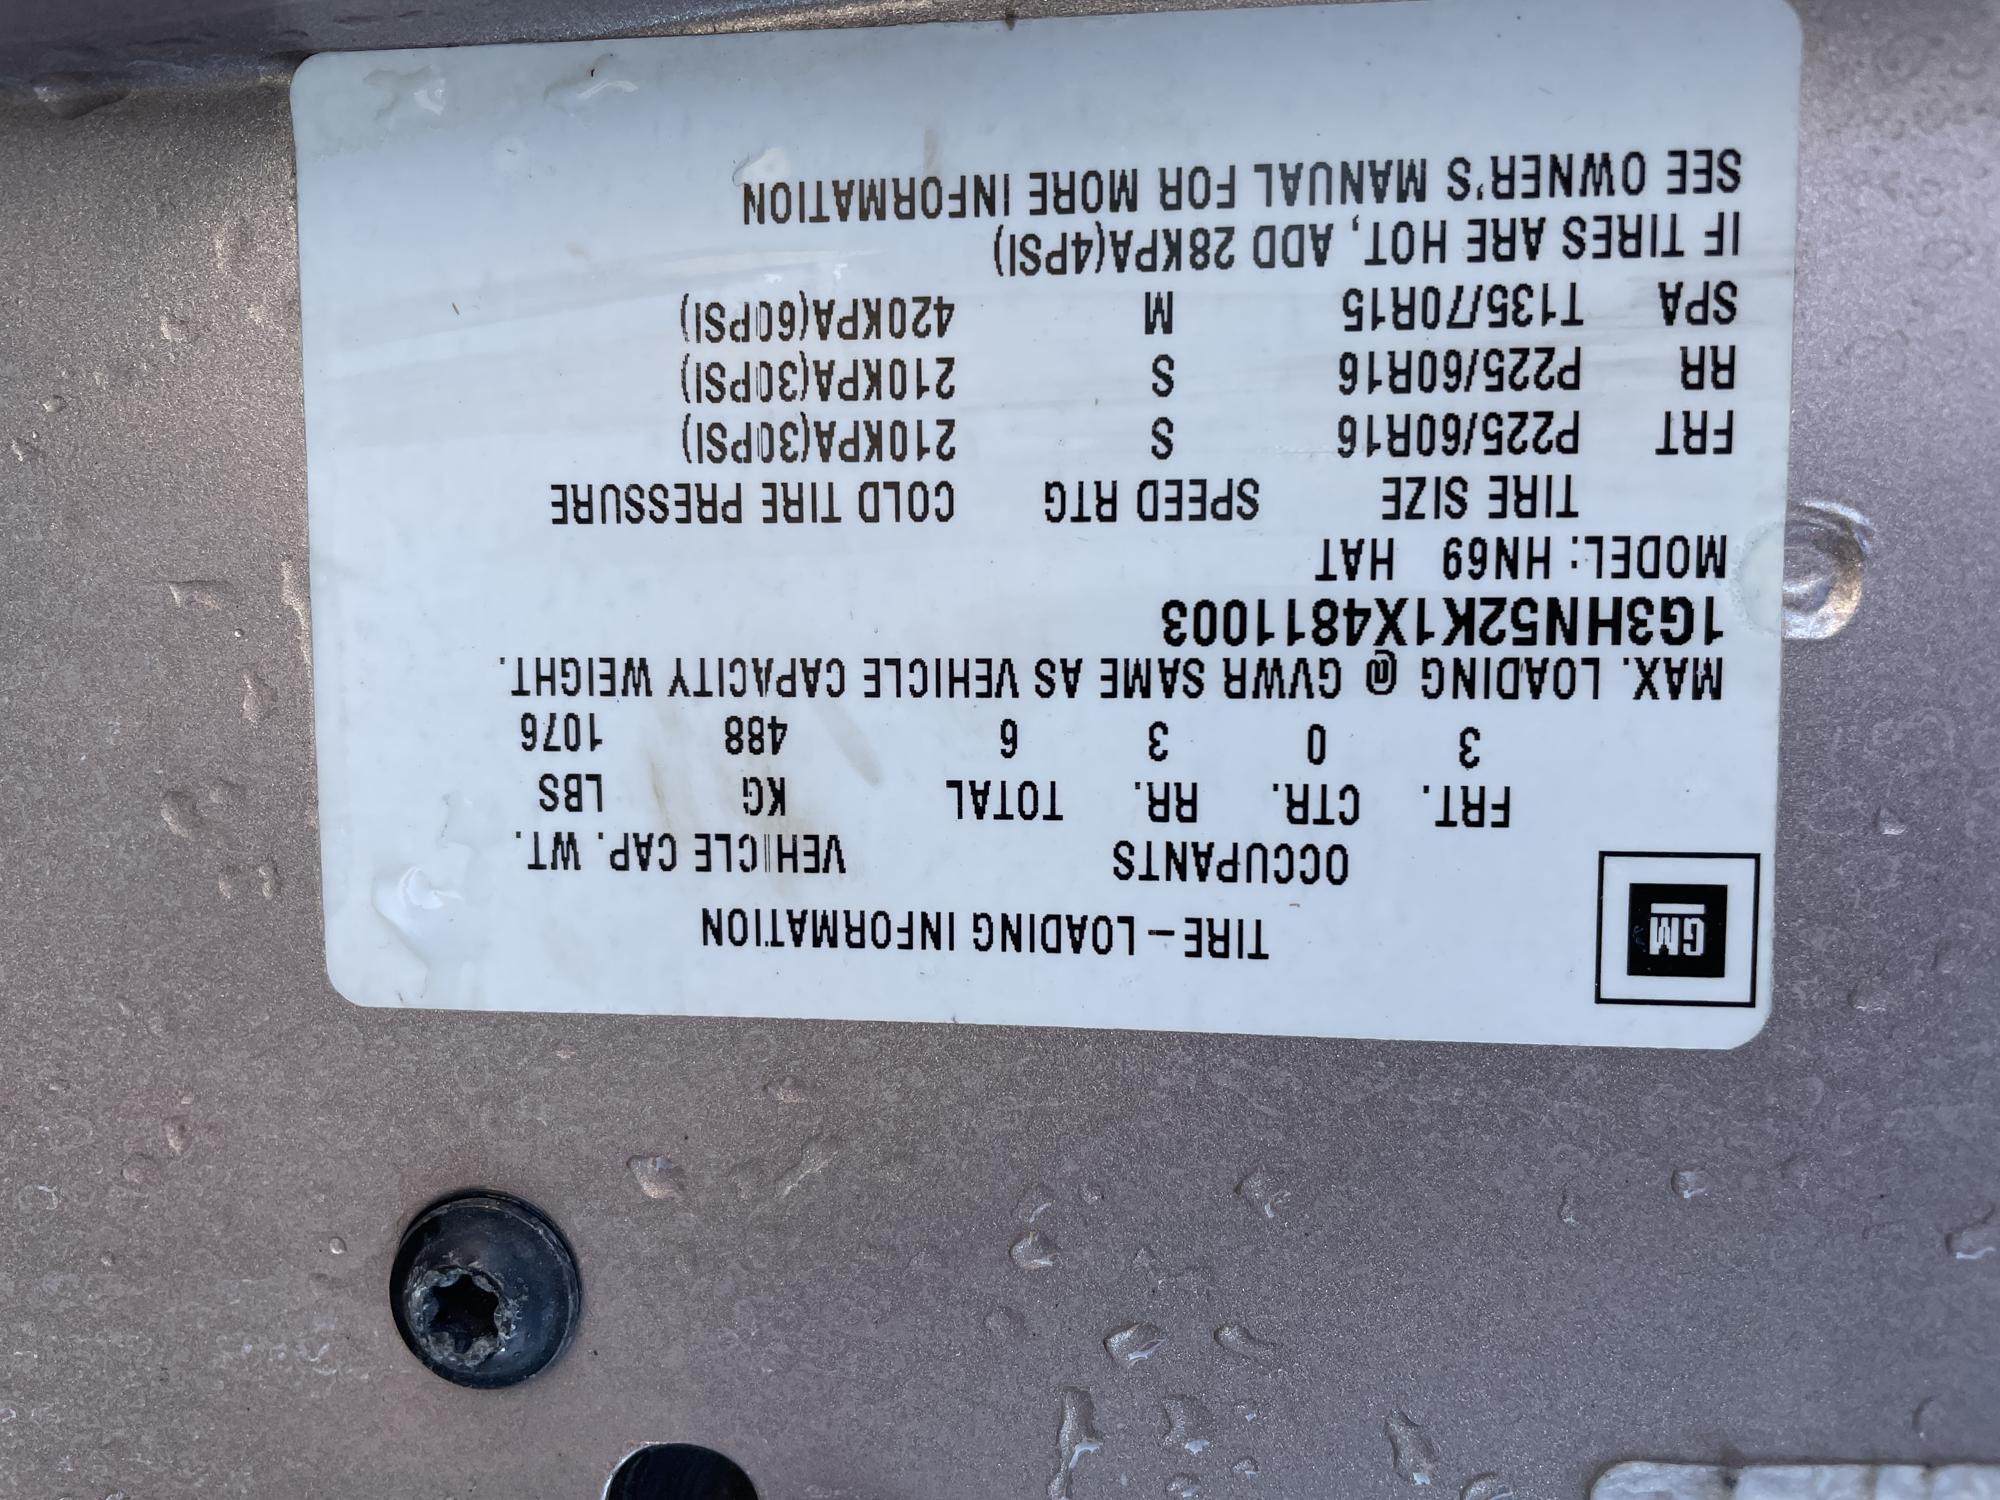 GM
TIRE-LOADING INFORMATION
OCCUPANTS VEHICLE CAP. WT.
FRT. CTR. RR. TOTAL KG LBS
3 0 3 6 488 1076
MAX. LOADING @ GVWR SAME AS VEHICLE CAPACITY WEIGHT.
1G3HN52K1X4811003
MODEL: HN69 HAT
TIRE SIZE SPEED RTG COLD TIRE PRESSURE
FRT P225/60R16 S 210KPA(30PSI)
RR P225/60R16 S 210KPA(30PSI)
SPA T135/70R15 M 420KPA(60PSI)
IF TIRES ARE HOT, ADD 28KPA(4PSI)
SEE OWNER'S MANUAL FOR MORE INFORMATION